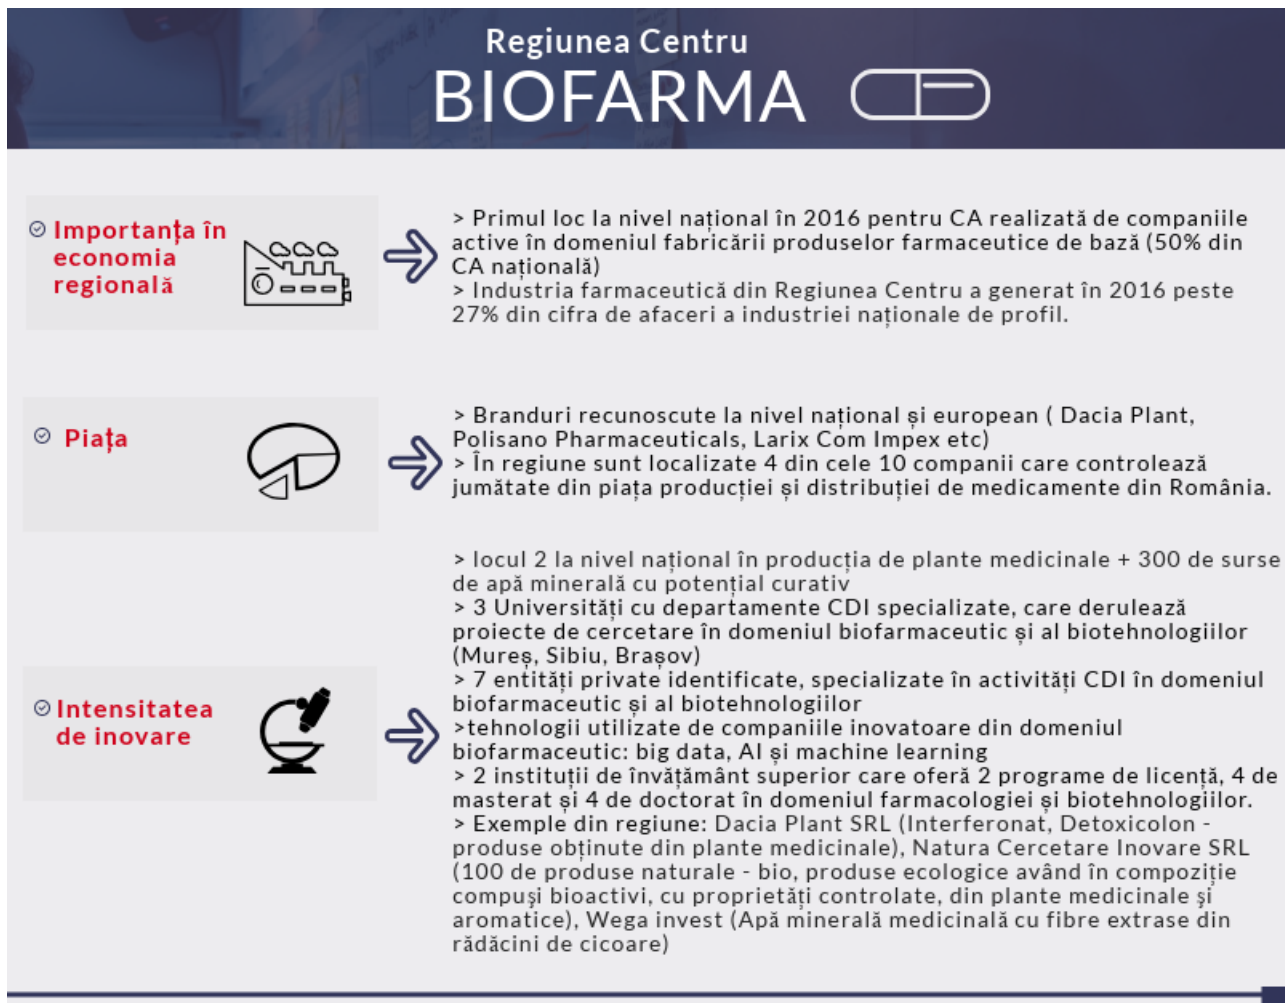 Regiunea Centru
BIOFARMA
Importanța în
economia
regională
> Primul loc la nivel național în 2016 pentru CA realizată de companiile
active în domeniul fabricării produselor farmaceutice de bază (50% din
CA națională)
> Industria farmaceutică din Regiunea Centru a generat în 2016 peste
27% din cifra de afaceri a industriei naționale de profil.
Piața
> Branduri recunoscute la nivel național și european ( Dacia Plant,
Polisano Pharmaceuticals, Larix Com Impex etc)
> În regiune sunt localizate 4 din cele 10 companii care controlează
jumătate din piața producției și distribuției de medicamente din România.
Intensitatea
de inovare
> locul 2 la nivel național în producția de plante medicinale + 300 de surse
de apă minerală cu potențial curativ
> 3 Universități cu departamente CDI specializate, care derulează
proiecte de cercetare în domeniul biofarmaceutic și al biotehnologiilor
(Mureș, Sibiu, Brașov)
> 7 entități private identificate, specializate în activități CDI în domeniul
biofarmaceutic și al biotehnologiilor
>tehnologii utilizate de companiile inovatoare din domeniul
biofarmaceutic: big data, AI și machine learning
> 2 instituții de învățământ superior care oferă 2 programe de licență, 4 de
masterat și 4 de doctorat în domeniul farmacologiei și biotehnologiilor.
> Exemple din regiune: Dacia Plant SRL (Interferonat, Detoxicolon -
produse obținute din plante medicinale), Natura Cercetare Inovare SRL
(100 de produse naturale - bio, produse ecologice având în compoziție
compuşi bioactivi, cu proprietăți controlate, din plante medicinale şi
aromatice), Wega invest (Apă minerală medicinală cu fibre extrase din
rădăcini de cicoare)